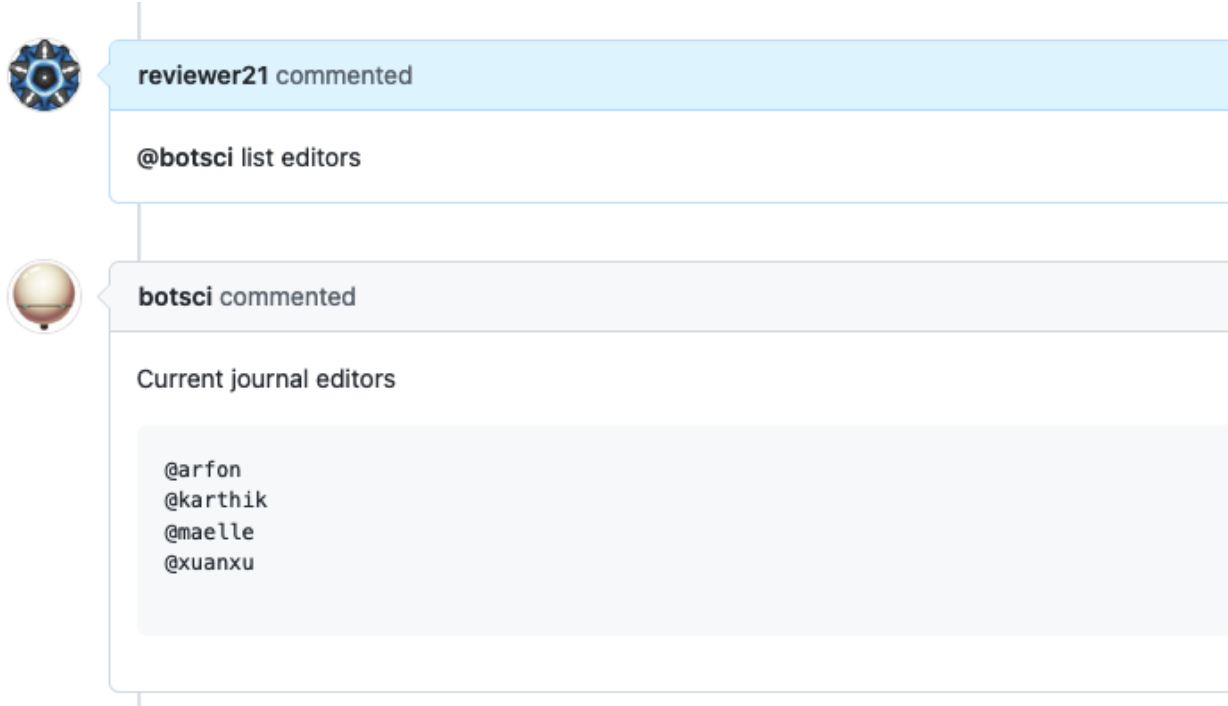 reviewer21 commented
@botsci list editors
botsci commented
Current journal editors
@arfon
@karthik
@maelle
@xuanxu